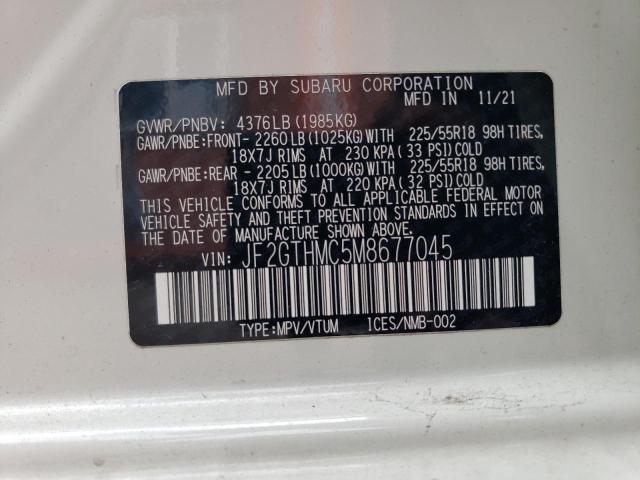 MFD BY SUBARU CORPORATION
MFD IN 11/21
GVWR/PNBV: 4376LB(1985KG)
GAWR/PNBE:FRONT- 2260LB(1025KG)WITH 225/55R18 98H TIRES,
18X7J RIMS AT 230 KPA(33 PSI)COLD
GAWR/PNBE:REAR - 2205LB(1000KG)WITH 225/55R18 98H TIRES,
18X7J RIMS AT 220 KPA(32 PSI)COLD
THIS VEHICLE CONFORMS TO ALL APPLICABLE FEDERAL MOTOR
VEHICLE SAFETY AND THEFT PREVENTION STANDARDS
IN EFFECT ON THE DATE OF MANUFACTURE SHOWN ABOVE.
VIN: JF2GTHMC5M8677045
TYPE:MPV/VTUM ICES/NMB-002